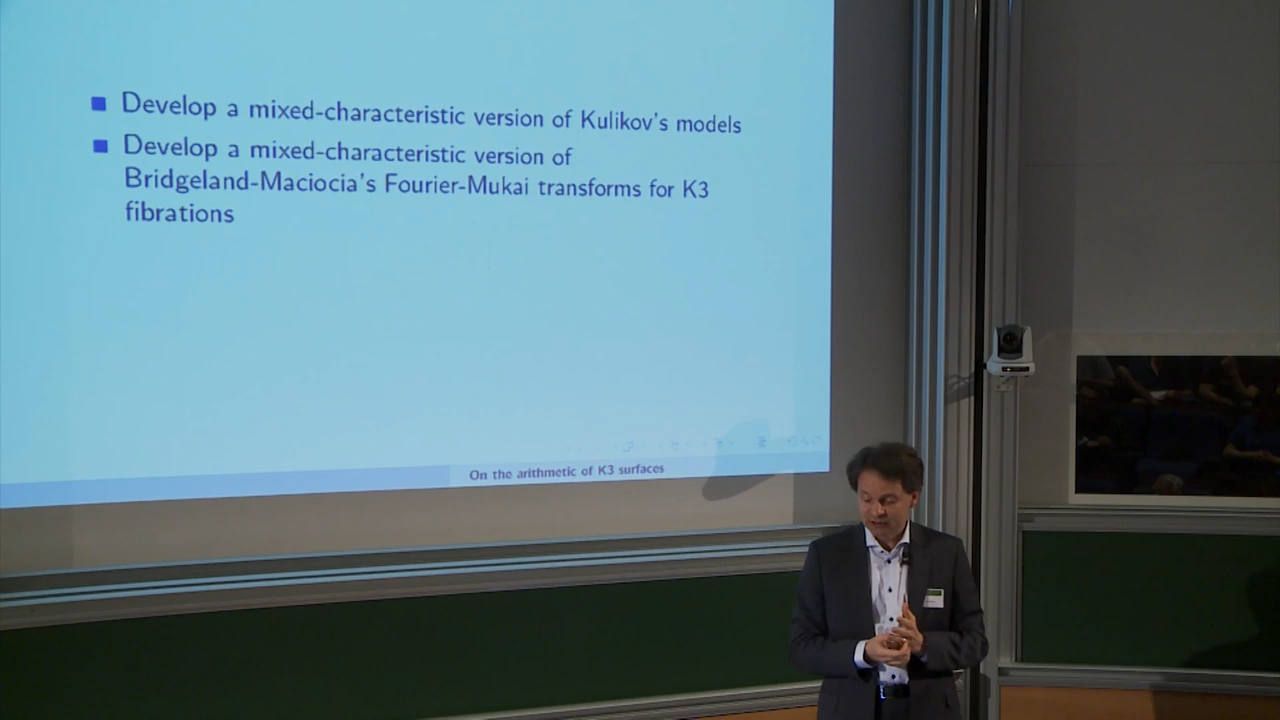 Develop a mixed-characteristic version of Kulikov's models
Develop a mixed-characteristic version of
Bridgeland-Maciocia's Fourier-Mukai transforms for K3
fibrations
On the arithmetic of K3 surfaces